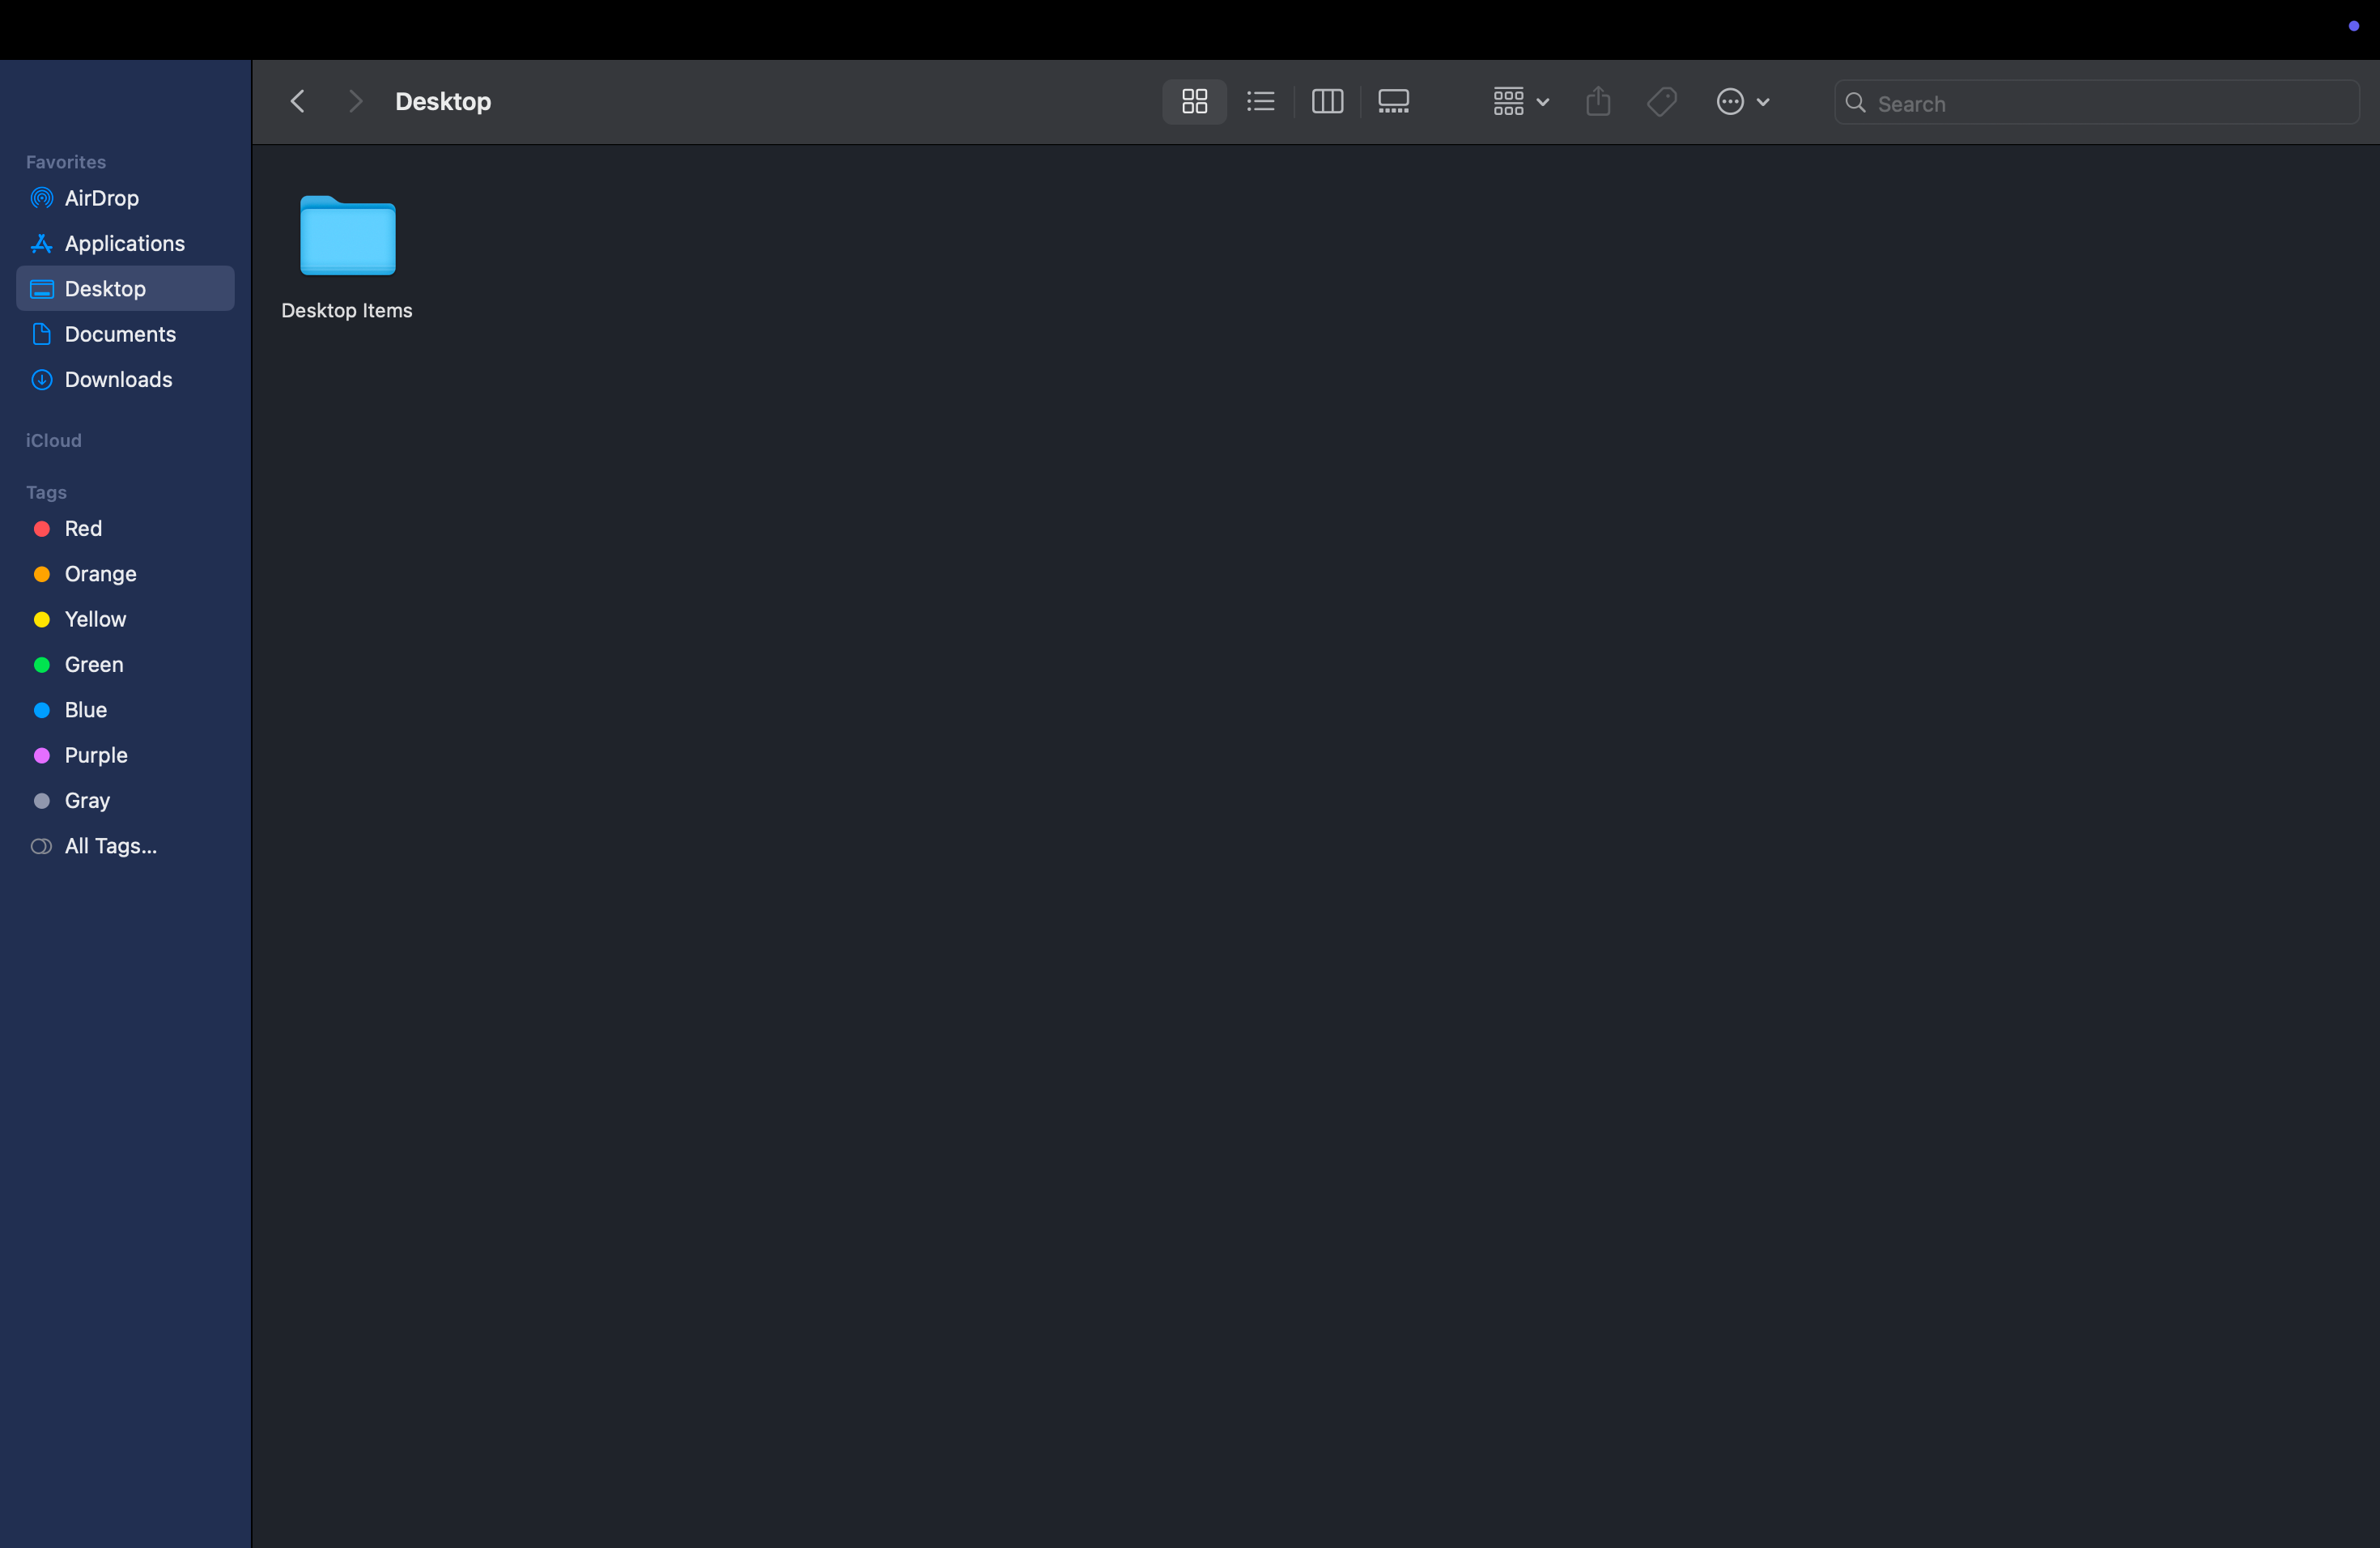 Desktop
Search
Favorites
AirDrop
Applications
Desktop
Documents
Downloads
iCloud
Tags
Red
Orange
Yellow
Green
Blue
Purple
Gray
All Tags...
Desktop Items